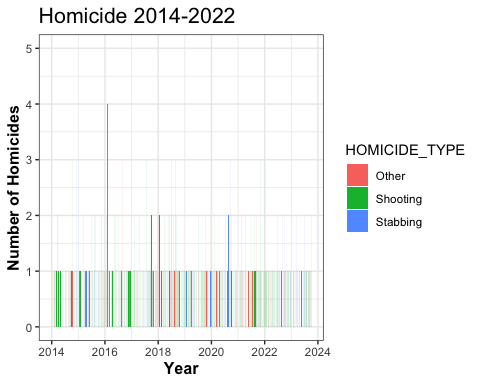 Homicide 2014-2022
Number of Homicides
5
4
3
2
1
0
2014 2016 2018 2020 2022 2024
Year
HOMICIDE_TYPE
Other
Shooting
Stabbing